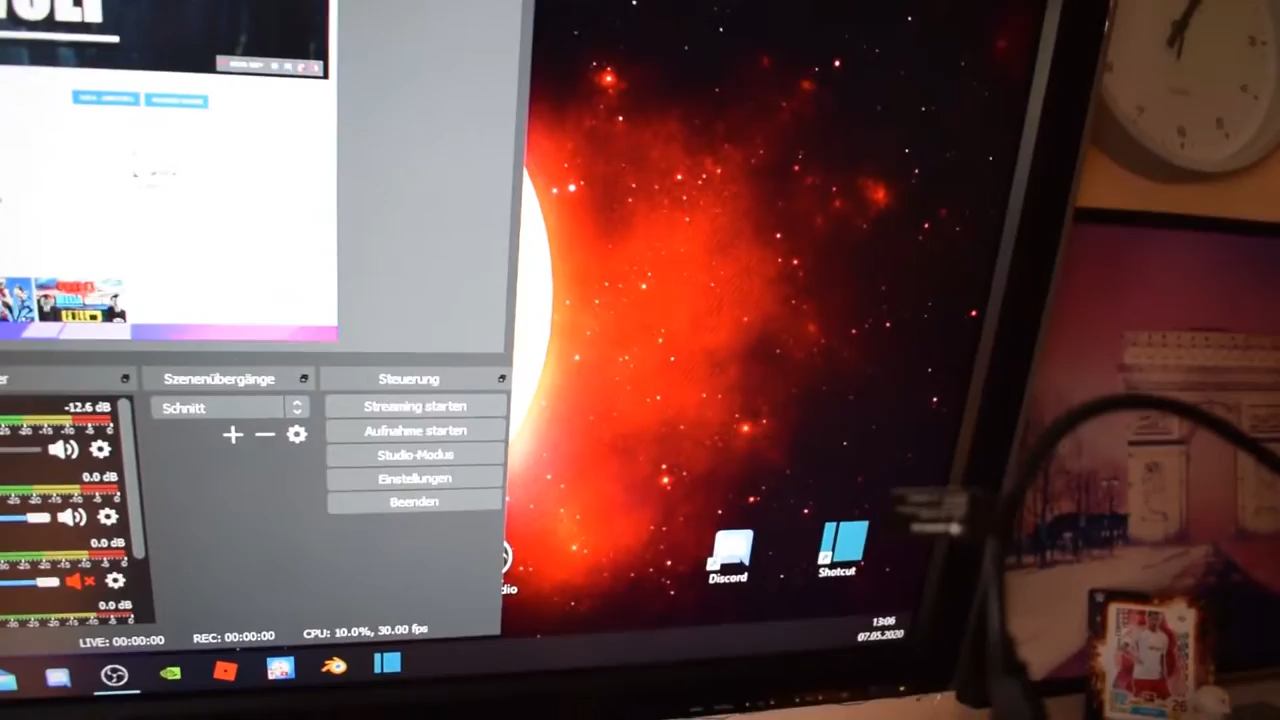 Szenenübergänge
Steuerung
-12.6 dB
Schnitt
Streaming starten
Aufnahme starten
Studio-Modus
0.0 dB
Einstellungen
Beenden
0.0 dB
0.0 dB
dio
Discord
Shotcut
LIVE: 00:00:00
REC: 00:00:00
CPU: 10.0%, 30.00 fps
13:06
07.05.2020
26